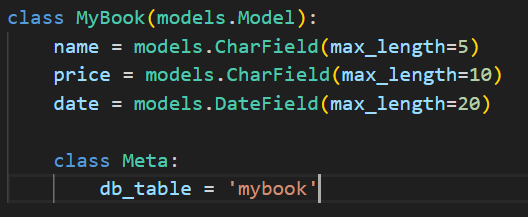 class MyBook(models.Model):
    name = models.CharField(max_length=5)
    price = models.CharField(max_length=10)
    date = models.DateField(max_length=20)
    class Meta:
        db_table = 'mybook'